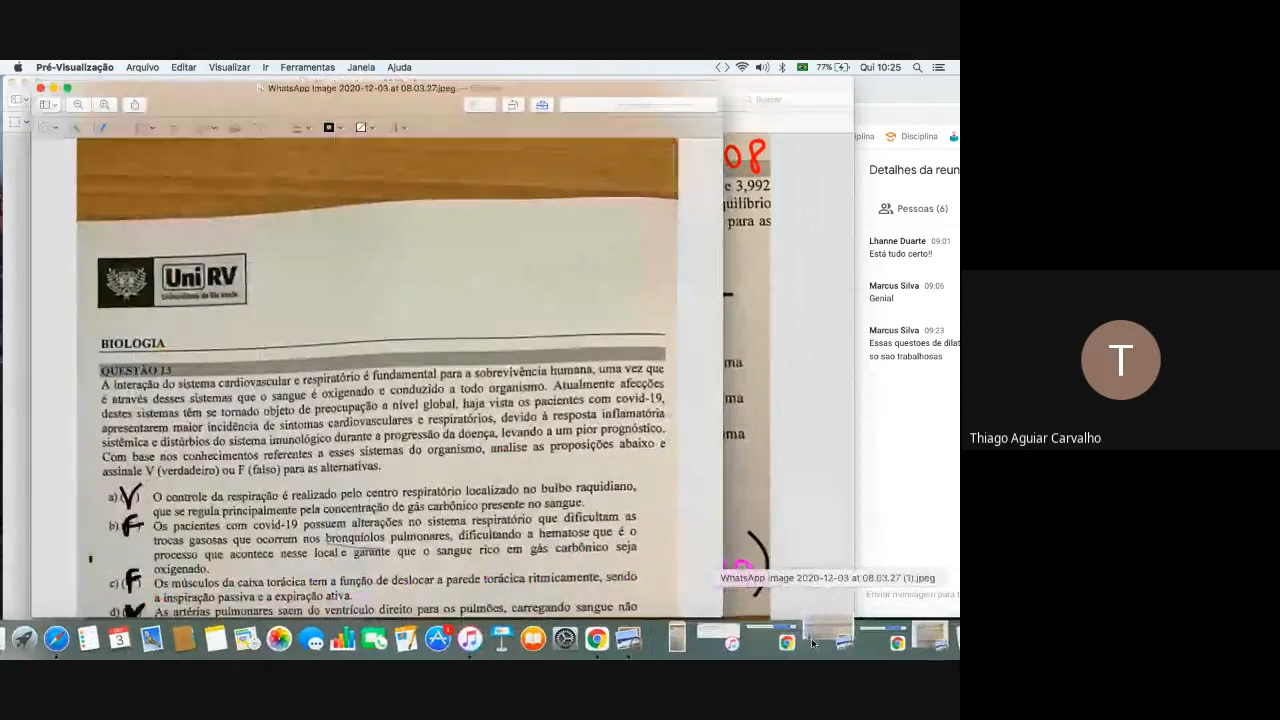 Pré-Visualização Arquivo Editar Visualizar Ir Ferramentas Janela Ajuda
77% Qui 10:25
WhatsApp Image 2020-12-03 at 08.03.27.jpeg
Buscar
Disciplina
Detalhes da reun
Pessoas (6)
Lhanne Duarte 09:01
Está tudo certo!!
Marcus Silva 09:06
Genial
Marcus Silva 09:23
Essas questoes de dilat
so sao trabalhosas
Enviar mensagem para t
08
e 3,992
quilíbrio
para as
ma
ma
ma
UniRV
Universidade de Rio Verde
BIOLOGIA
QUESTÃO 13
A interação do sistema cardiovascular e respiratório é fundamental para a sobrevivência humana, uma vez que
é através desses sistemas que o sangue é oxigenado e conduzido a todo organismo. Atualmente afecções
destes sistemas têm se tornado objeto de preocupação a nível global, haja vista os pacientes com covid-19,
apresentarem maior incidência de sintomas cardiovasculares e respiratórios, devido á resposta inflamatória
sistêmica e distúrbios do sistema imunológico durante a progressão da doença, levando a um pior prognóstico.
Com base nos conhecimentos referentes a esses sistemas do organismo, analise as proposições abaixo e
assinale V (verdadeiro) ou F (falso) para as alternativas.
a) (V) O controle da respiração é realizado pelo centro respiratório localizado no bulbo raquidiano,
que se regula principalmente pela concentração de gás carbônico presente no sangue.
b) (F) Os pacientes com covid-19 possuem alterações no sistema respiratório que dificultam as
trocas gasosas que ocorrem nos bronquíolos pulmonares, dificultando a hematose que é o
processo que acontece nesse local e garante que o sangue rico em gás carbônico seja
oxigenado.
c) (F) Os músculos da caixa torácica tem a função de deslocar a parede torácica ritmicamente, sendo
a inspiração passiva e a expiração ativa.
d) (V) As artérias pulmonares saem do ventrículo direito para os pulmões, carregando sangue não
WhatsApp Image 2020-12-03 at 08.03.27 (1).jpeg
3
T
Thiago Aguiar Carvalho